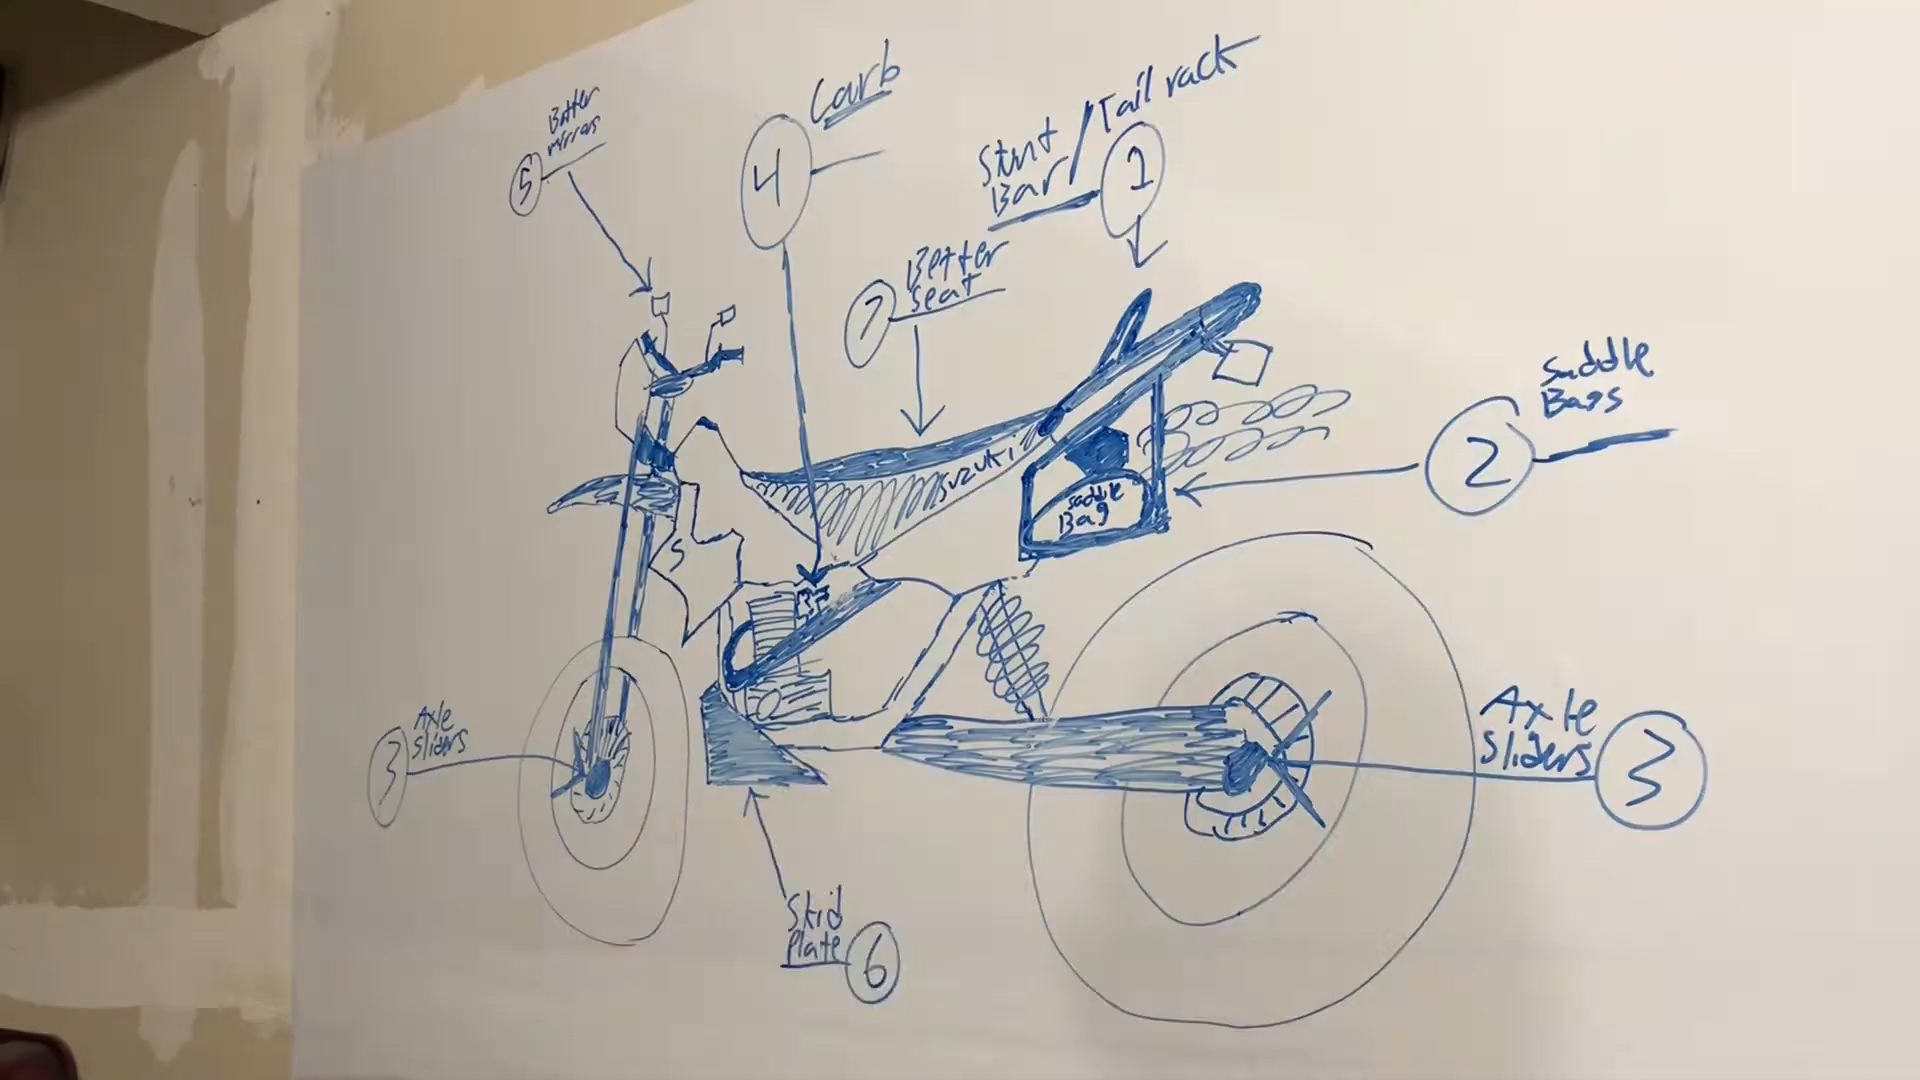 Better
mirrors
5
Carb
4
Stunt
Bar/Tail rack
1
7
Better
seat
Saddle
Bags
2
Suzuki
saddle
Bag
S
Axle
sliders
3
Axle
Sliders
3
Skid
plate
6